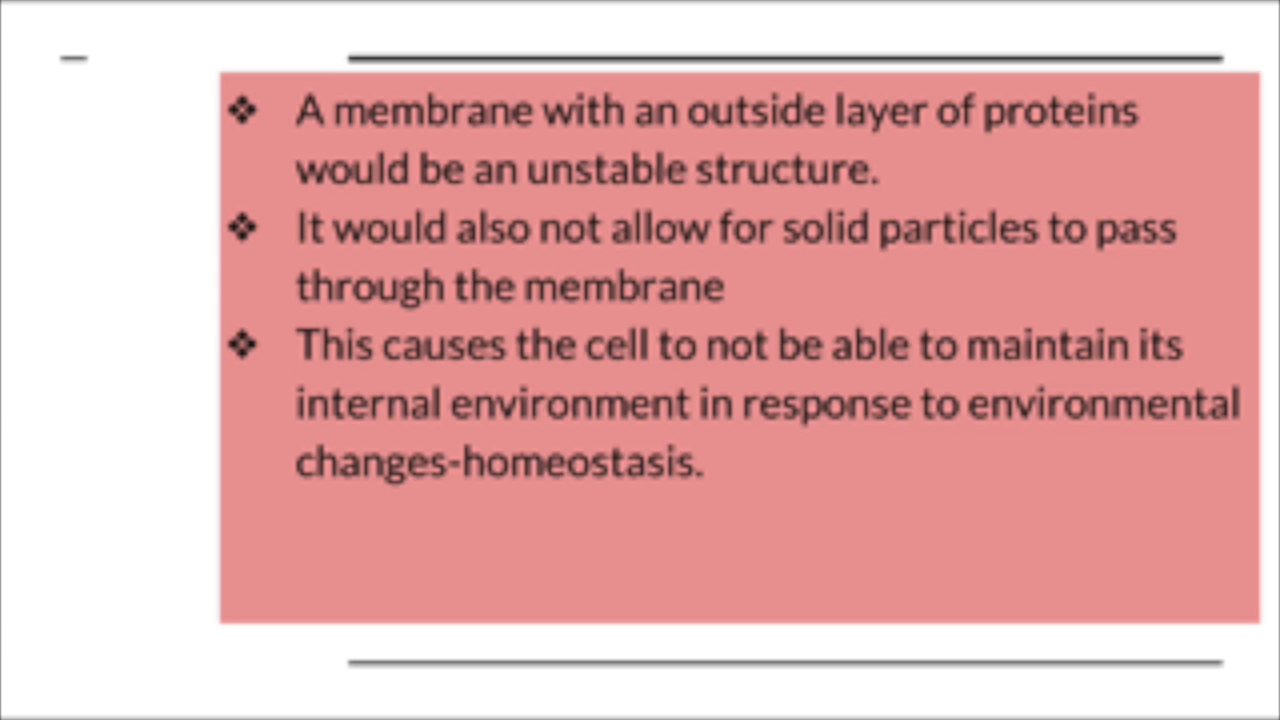 ❖ A membrane with an outside layer of proteins
would be an unstable structure.
❖ It would also not allow for solid particles to pass
through the membrane
❖ This causes the cell to not be able to maintain its
internal environment in response to environmental
changes-homeostasis.